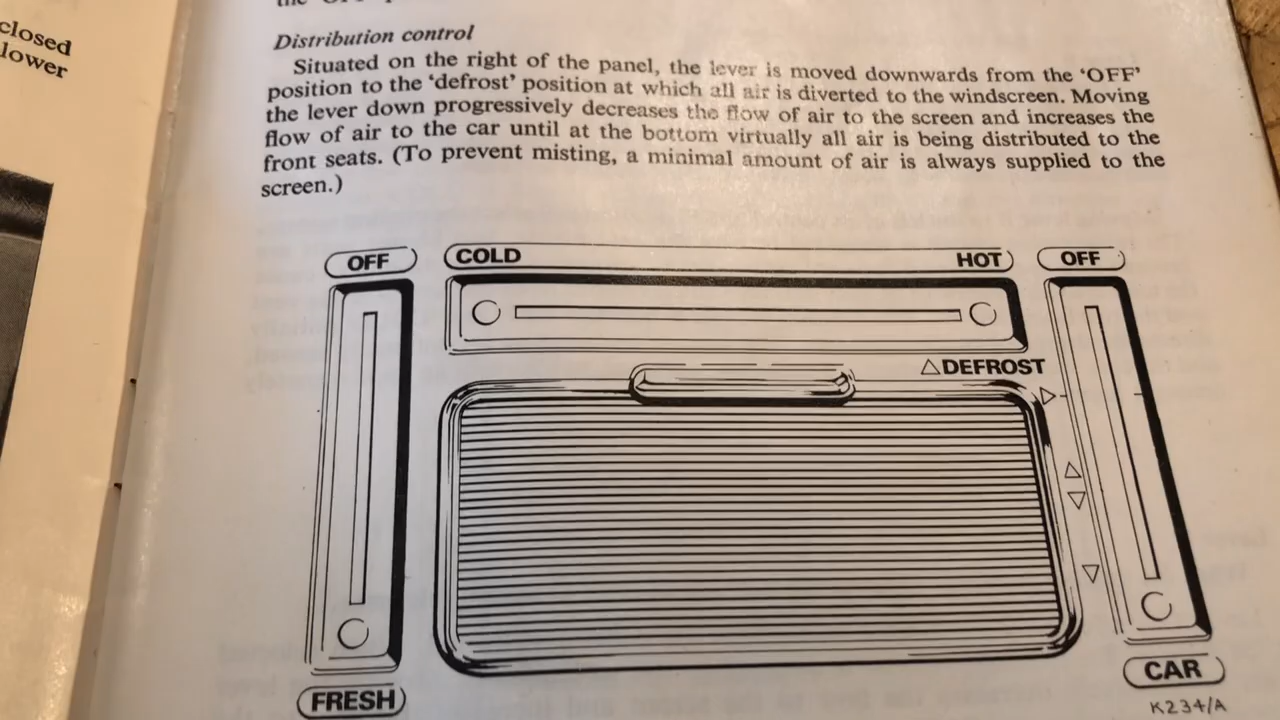 closed
lower
the 'OFF'
Distribution control
Situated on the right of the panel, the lever is moved downwards from the 'OFF'
position to the 'defrost' position at which all air is diverted to the windscreen. Moving
the lever down progressively decreases the flow of air to the screen and increases the
flow of air to the car until at the bottom virtually all air is being distributed to the
front seats. (To prevent misting, a minimal amount of air is always supplied to the
screen.)
OFF
COLD
HOT
OFF
△DEFROST
FRESH
CAR
K234/A